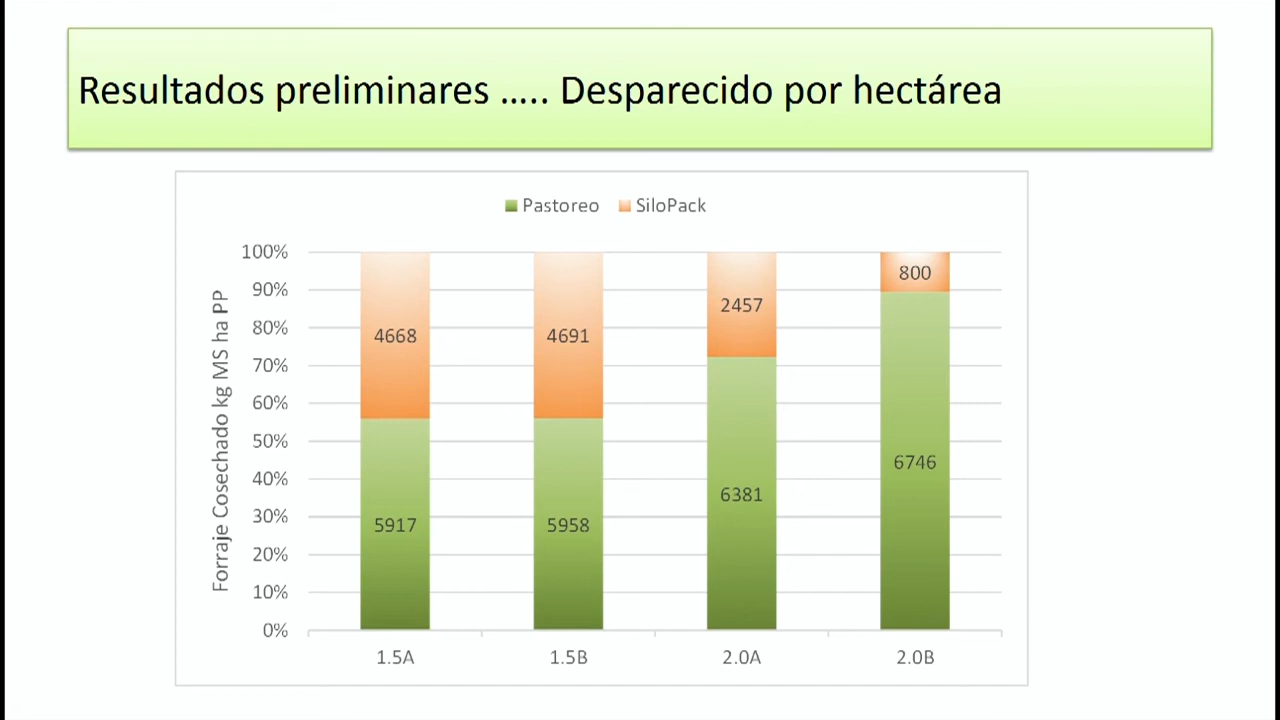 Resultados preliminares ..... Desparecido por hectárea
Pastoreo SiloPack
Forraje Cosechado kg MS ha PP
100%
90%
80%
70%
60%
50%
40%
30%
20%
10%
0%
4668 4691 2457 800
5917 5958 6381 6746
1.5A 1.5B 2.0A 2.0B